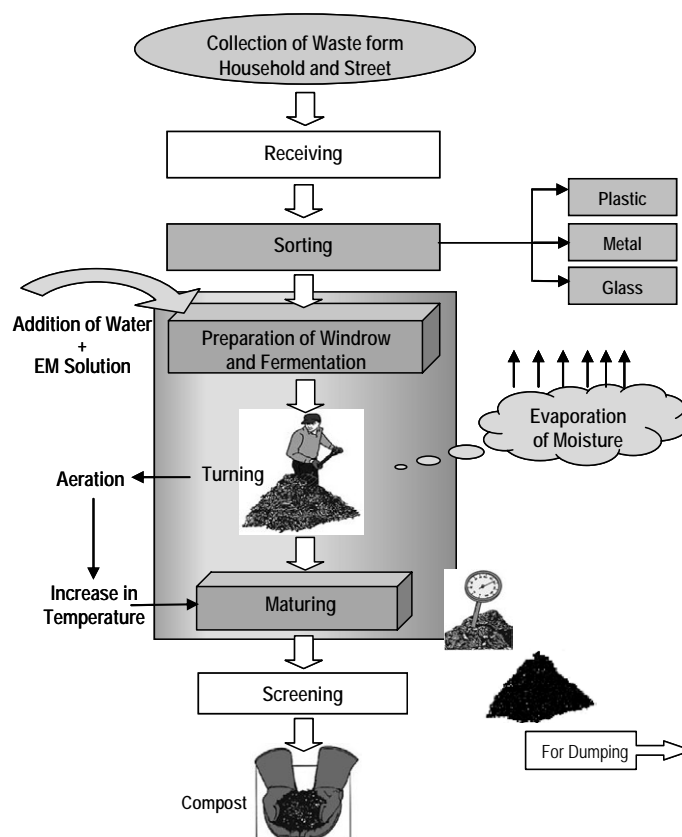 Collection of Waste form
Household and Street
Receiving
Sorting
Plastic
Metal
Glass
Addition of Water
+
EM Solution
Preparation of Windrow
and Fermentation
Evaporation
of Moisture
Turning
Aeration
Increase in
Temperature
Maturing
Screening
For Dumping
Compost